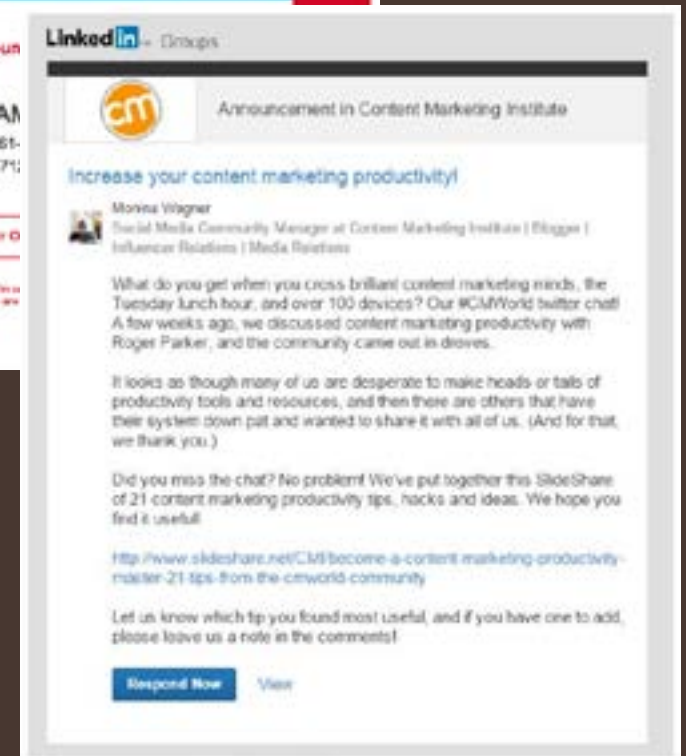 Linked in Groups
Announcement in Content Marketing Institute
Increase your content marketing productivity!
Monina Wagner
Social Media Community Manager at Content Marketing Institute | Blogger |
Influencer Relations | Media Relations
What do you get when you cross brilliant content marketing minds, the
Tuesday lunch hour, and over 100 devices? Our #CMWorld twitter chat!
A few weeks ago, we discussed content marketing productivity with
Roger Parker, and the community came out in droves.
It looks as though many of us are desperate to make heads or tails of
productivity tools and resources, and then there are others that have
their system down pat and wanted to share it with all of us. (And for that,
we thank you.)
Did you miss the chat? No problem! We've put together this SlideShare
of 21 content marketing productivity tips, hacks and ideas. We hope you
find it useful!
http://www.slideshare.net/CMI/become-a-content-marketing-productivity-
master-21-tips-from-the-cmworld-community
Let us know which tip you found most useful, and if you have one to add,
please leave us a note in the comments!
Respond Now View
cm